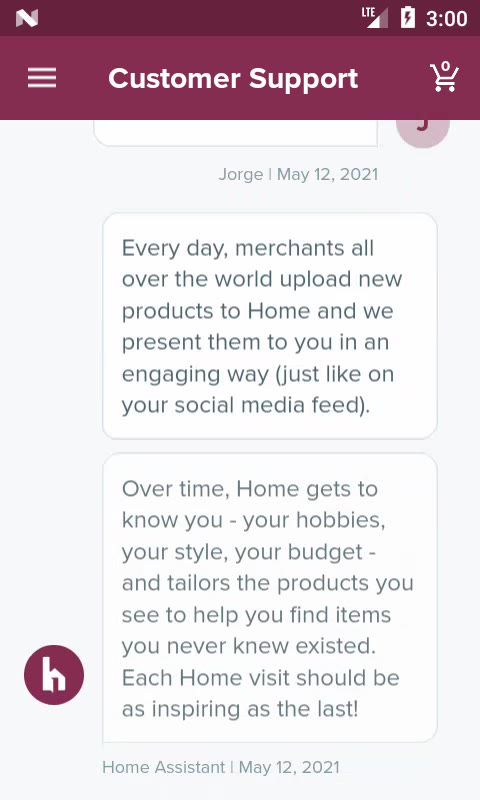 LTE 3:00
Customer Support
0
J
Jorge | May 12, 2021
Every day, merchants all
over the world upload new
products to Home and we
present them to you in an
engaging way (just like on
your social media feed).
Over time, Home gets to
know you - your hobbies,
your style, your budget -
and tailors the products you
see to help you find items
you never knew existed.
Each Home visit should be
as inspiring as the last!
h
Home Assistant | May 12, 2021